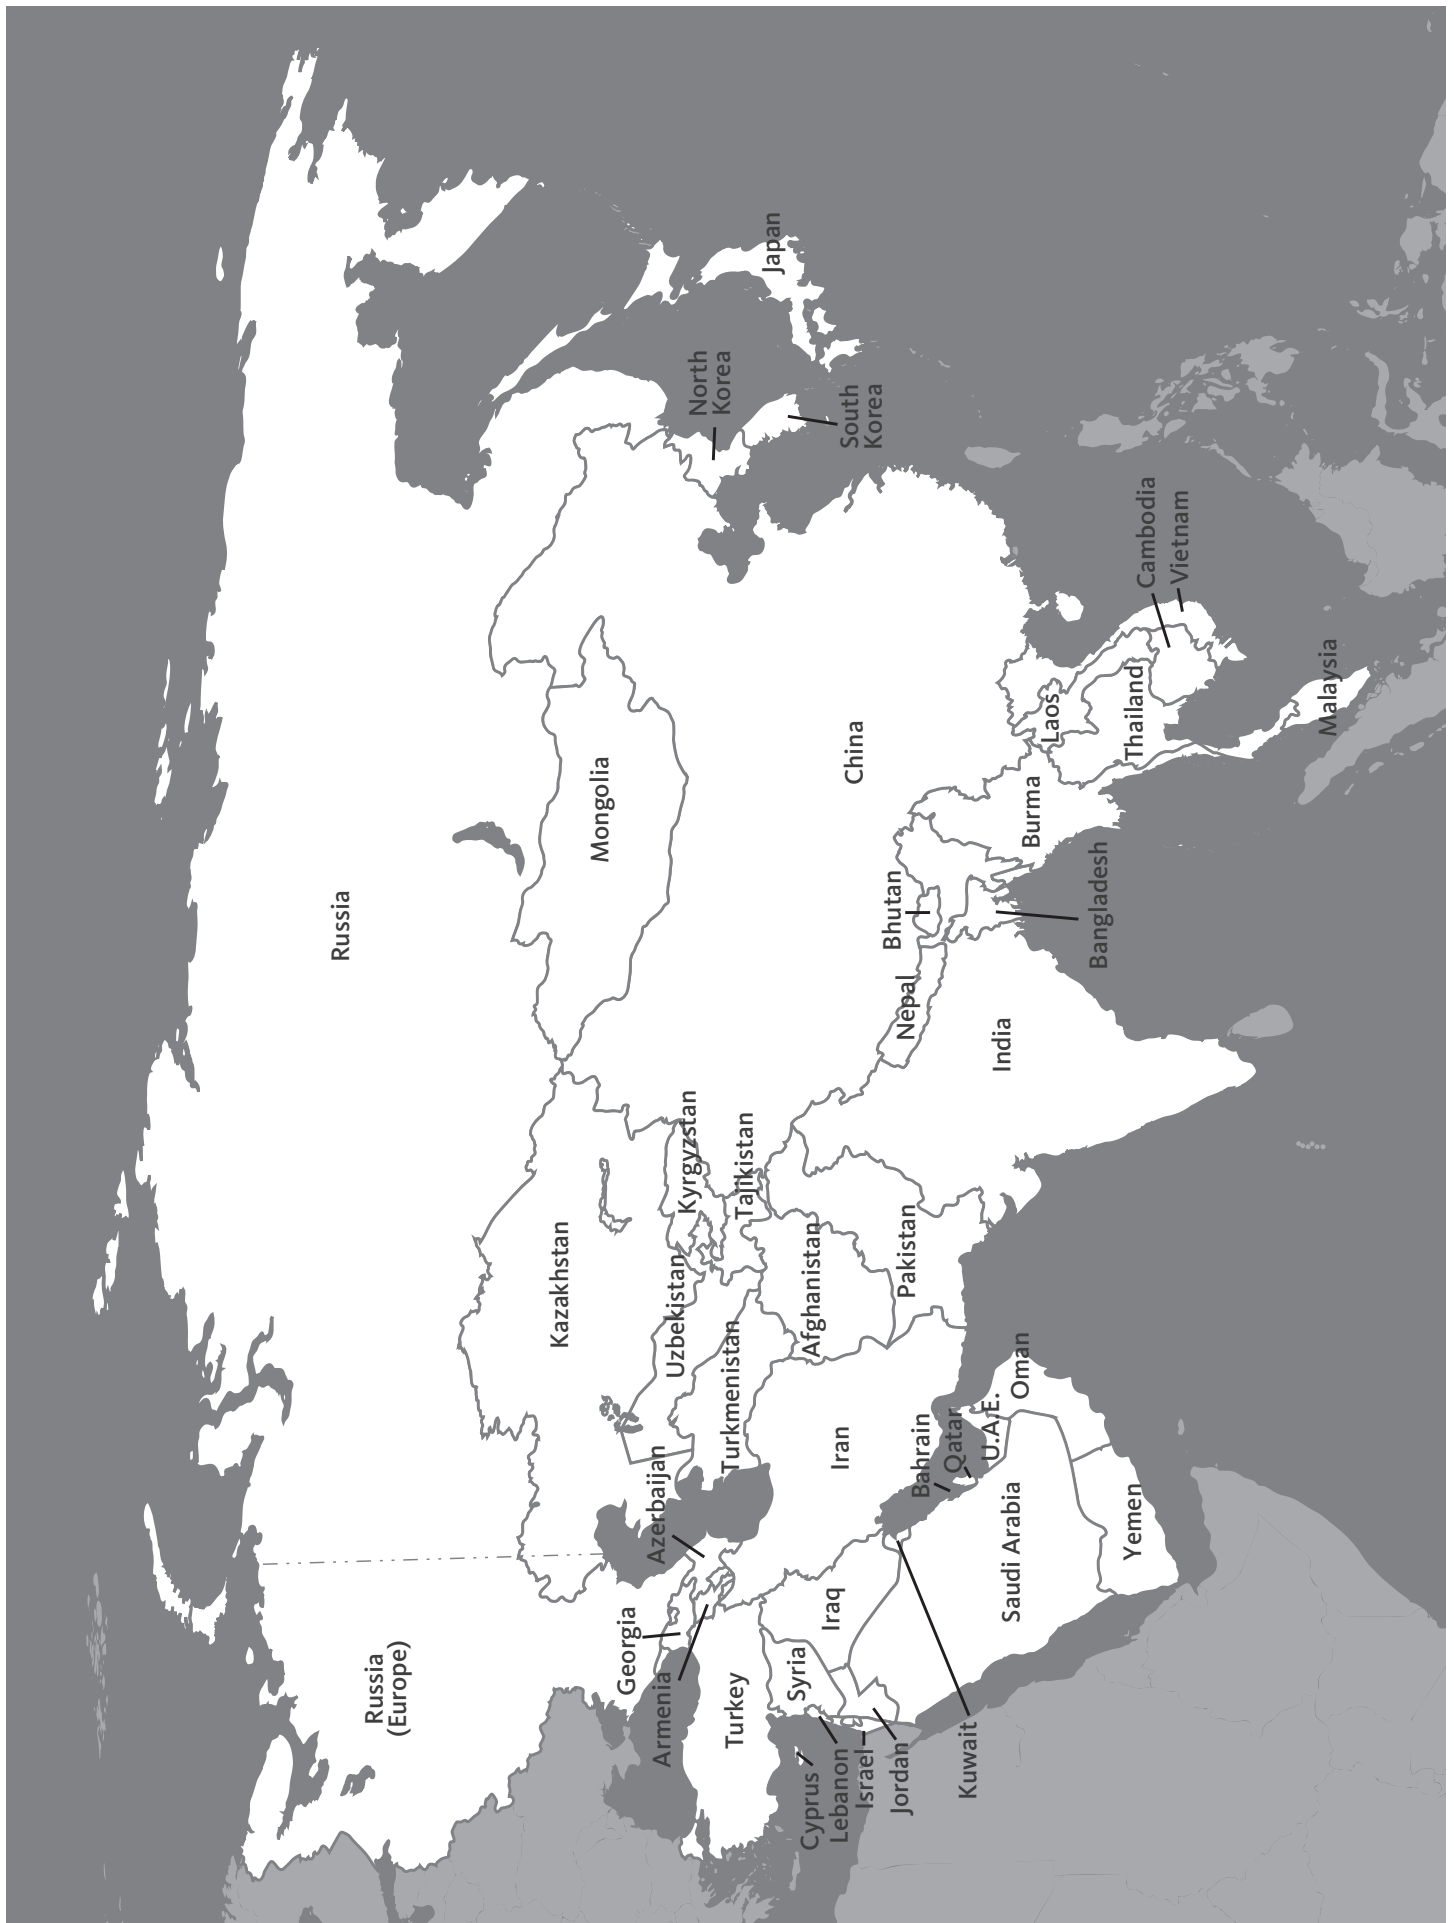 Russia
Russia
(Europe)
Kazakhstan
Mongolia
Georgia
Armenia
Azerbaijan
Uzbekistan
Kyrgyzstan
Turkmenistan
Tajikistan
North
Korea
Japan
South
Korea
China
Turkey
Syria
Iraq
Iran
Afghanistan
Pakistan
Cyprus
Lebanon
Israel
Jordan
Kuwait
Bahrain
Qatar
U.A.E.
Oman
Saudi Arabia
Yemen
Nepal
Bhutan
India
Bangladesh
Burma
Laos
Thailand
Cambodia
Vietnam
Malaysia